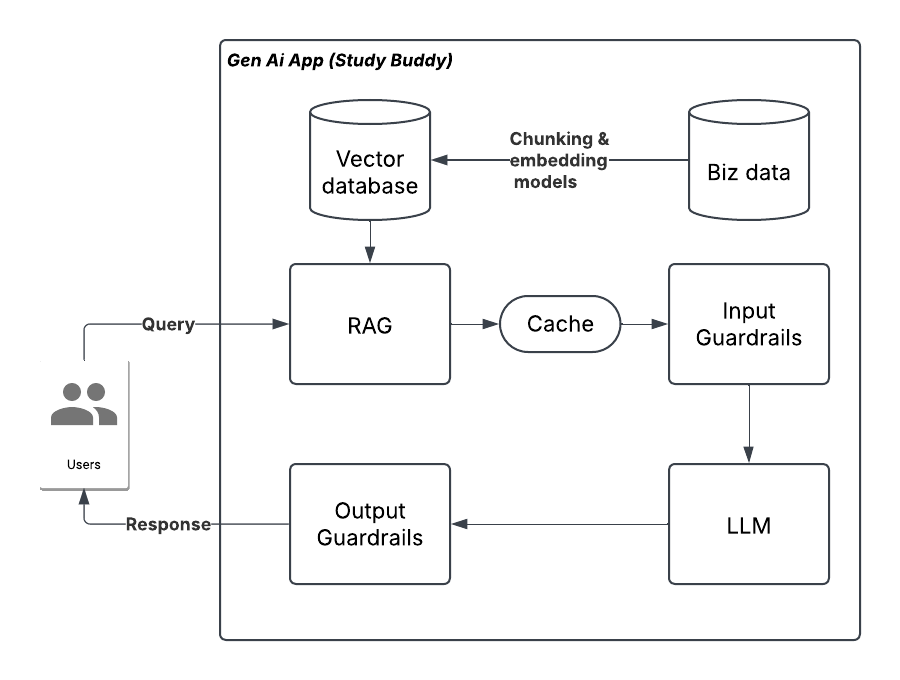 Gen Ai App (Study Buddy)
Vector
database
Chunking &
embedding
models
Biz data
Query
RAG
Cache
Input
Guardrails
Users
Response
Output
Guardrails
LLM